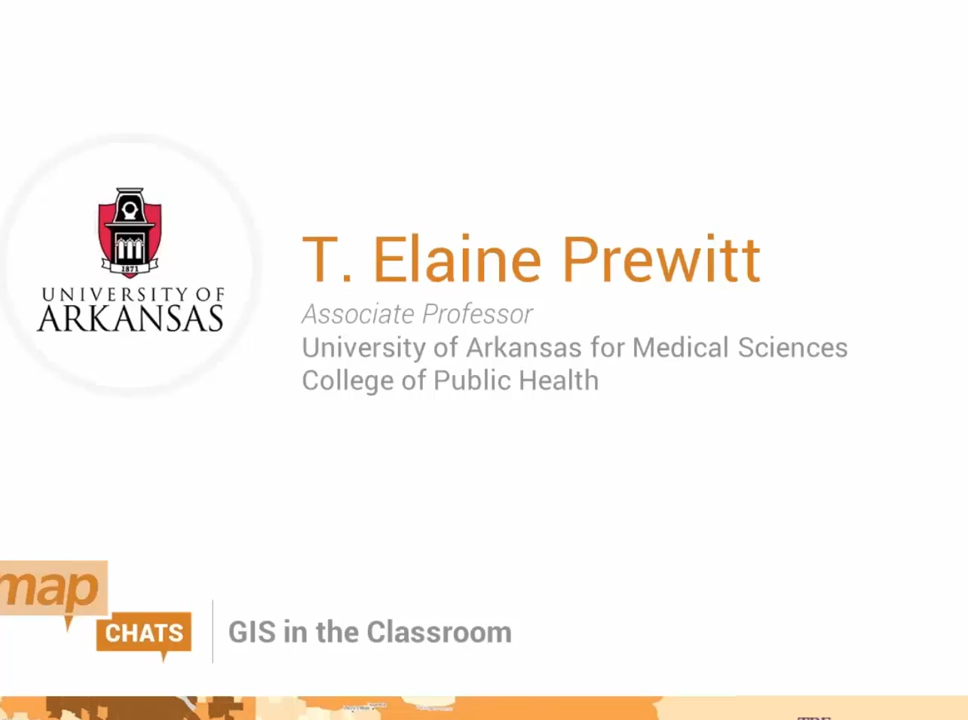 1871
UNIVERSITY OF
ARKANSAS
T. Elaine Prewitt
Associate Professor
University of Arkansas for Medical Sciences
College of Public Health
map
CHATS
GIS in the Classroom